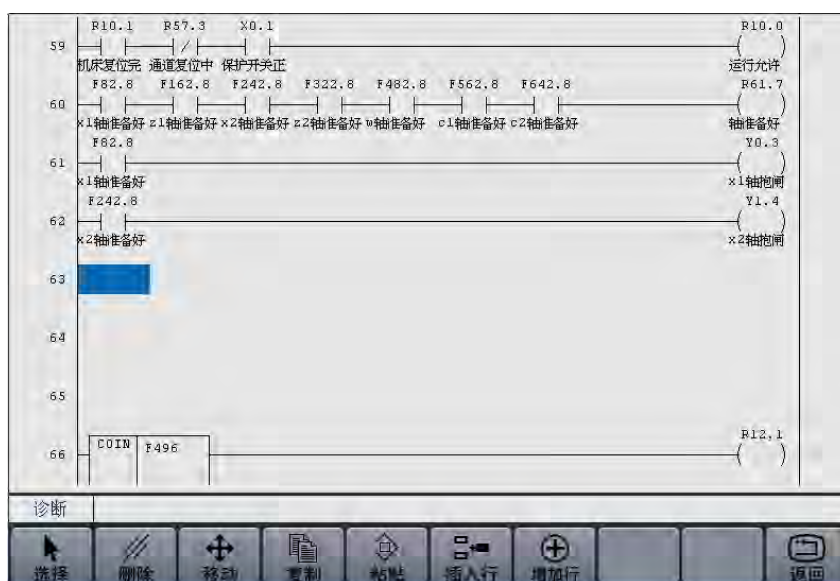 R10.1 R57.3 X0.1 R10.0
59
机床复位完 通道复位中 保护开关正 运行允许
F82.8 F162.8 F242.8 F322.8 F482.8 F562.8 F642.8 R61.7
60
x1轴准备好 z1轴准备好 x2轴准备好 z2轴准备好 w轴准备好 c1轴准备好 c2轴准备好 轴准备好
F82.8 Y0.3
61
x1轴准备好 x1轴抱闸
F242.8 Y1.4
62
x2轴准备好 x2轴抱闸
63
64
65
COIN F496 R12,1
66
诊断
选择 删除 移动 复制 粘贴 插入行 增加行 返回